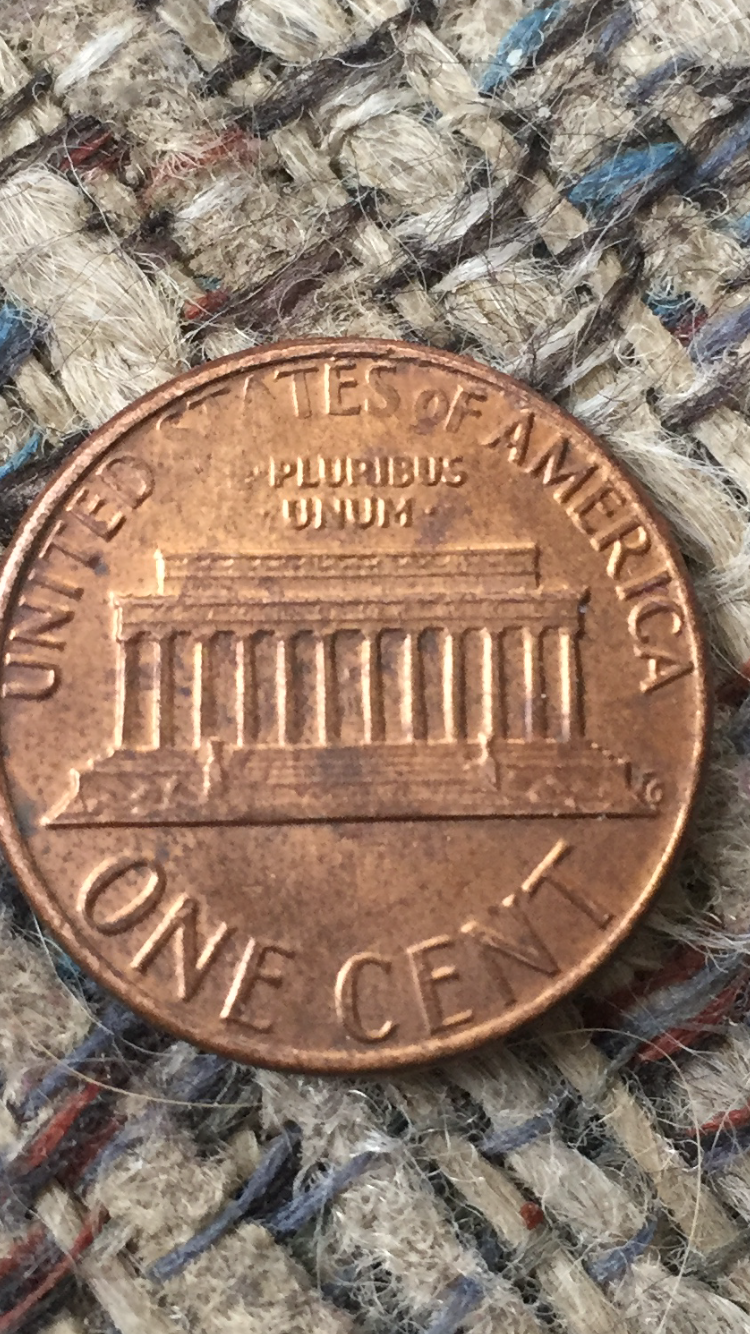 UNITED STATES OF AMERICA
PLURIBUS
UNUM
ONE CENT